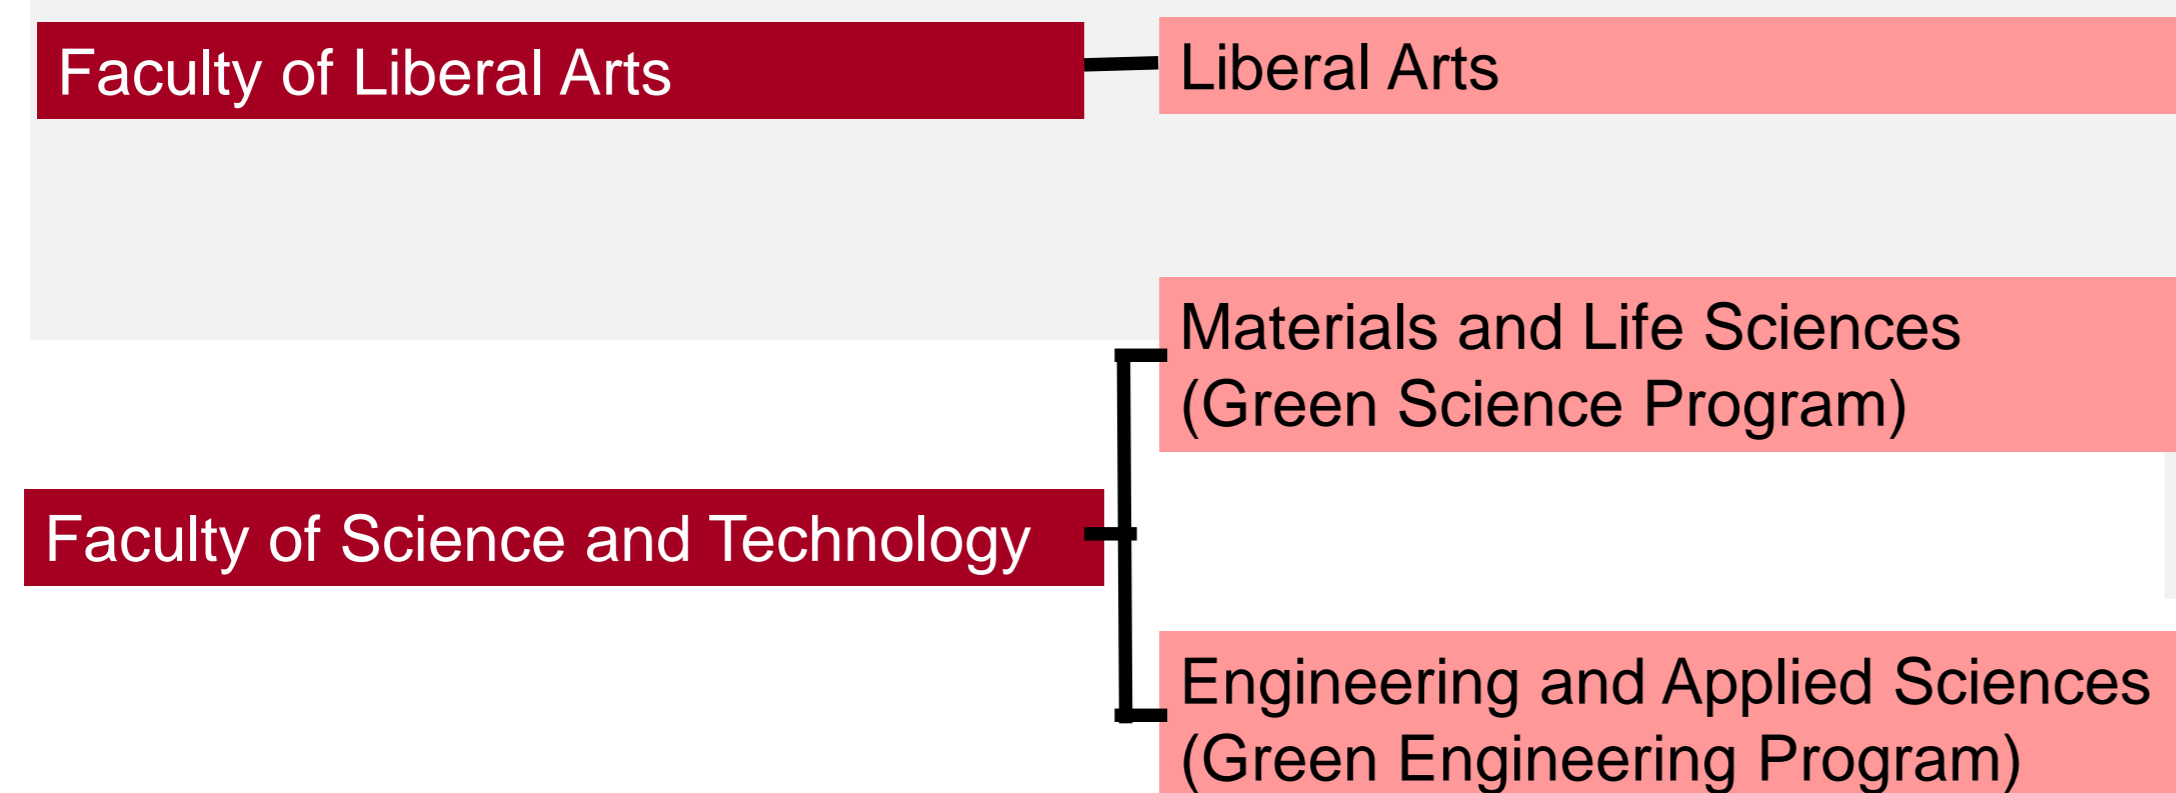 Faculty of Liberal Arts
Liberal Arts
Materials and Life Sciences
(Green Science Program)
Faculty of Science and Technology
Engineering and Applied Sciences
(Green Engineering Program)